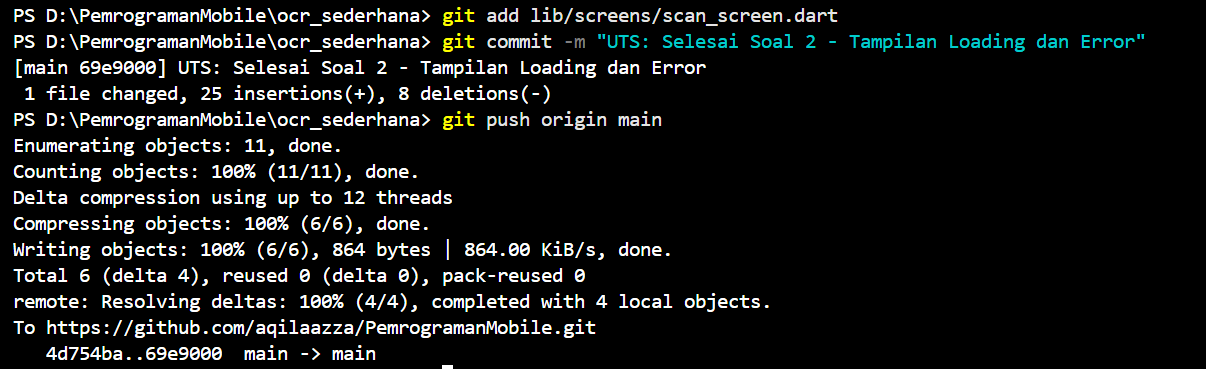 PS D:\PemrogramanMobile\ocr_sederhana> git add lib/screens/scan_screen.dart
PS D:\PemrogramanMobile\ocr_sederhana> git commit -m "UTS: Selesai Soal 2 - Tampilan Loading dan Error"
[main 69e9000] UTS: Selesai Soal 2 - Tampilan Loading dan Error
 1 file changed, 25 insertions(+), 8 deletions(-)
PS D:\PemrogramanMobile\ocr_sederhana> git push origin main
Enumerating objects: 11, done.
Counting objects: 100% (11/11), done.
Delta compression using up to 12 threads
Compressing objects: 100% (6/6), done.
Writing objects: 100% (6/6), 864 bytes | 864.00 KiB/s, done.
Total 6 (delta 4), reused 0 (delta 0), pack-reused 0
remote: Resolving deltas: 100% (4/4), completed with 4 local objects.
To https://github.com/aqilaazza/PemrogramanMobile.git
   4d754ba..69e9000  main -> main